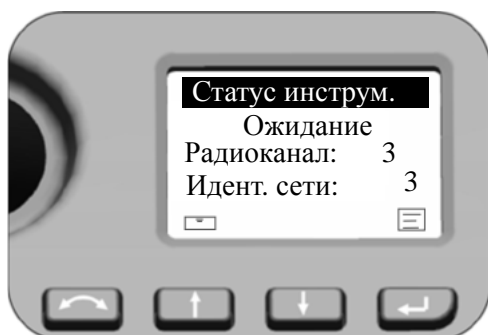 Статус инструм.
Ожидание
Радиоканал: 3
Идент. сети: 3